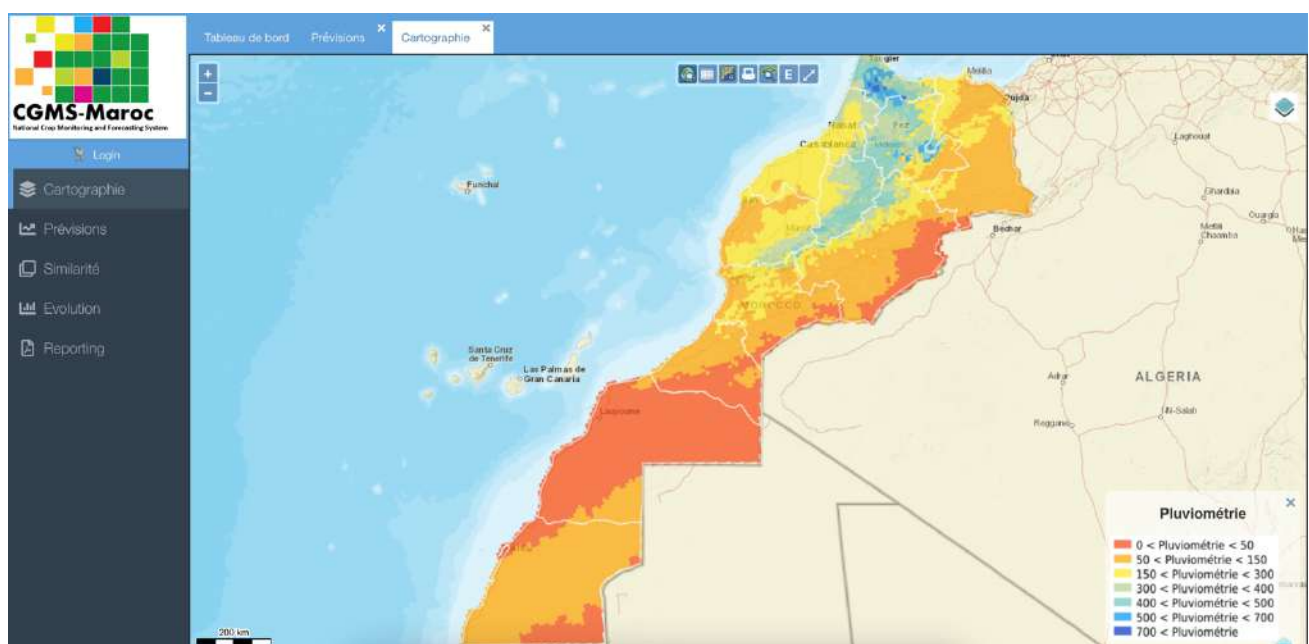 CGMS-Maroc
National Crop Monitoring and Forecasting System
Login
Cartographie
Prévisions
Similarité
Evolution
Reporting
Tableau de bord
Prévisions
Cartographie
+
−
E
Melilla
Oujda
Rabat
Fez
Casablanca
Laghouat
Funchal
Ghardaia
Ouargla
Bechar
Metlili
Chaamba
MOROCCO
Santa Cruz
de Tenerife
Las Palmas de
Gran Canaria
Adrar
ALGERIA
Laayoune
Reggane
200 km
Pluviométrie
0 < Pluviométrie < 50
50 < Pluviométrie < 150
150 < Pluviométrie < 300
300 < Pluviométrie < 400
400 < Pluviométrie < 500
500 < Pluviométrie < 700
700 < Pluviométrie